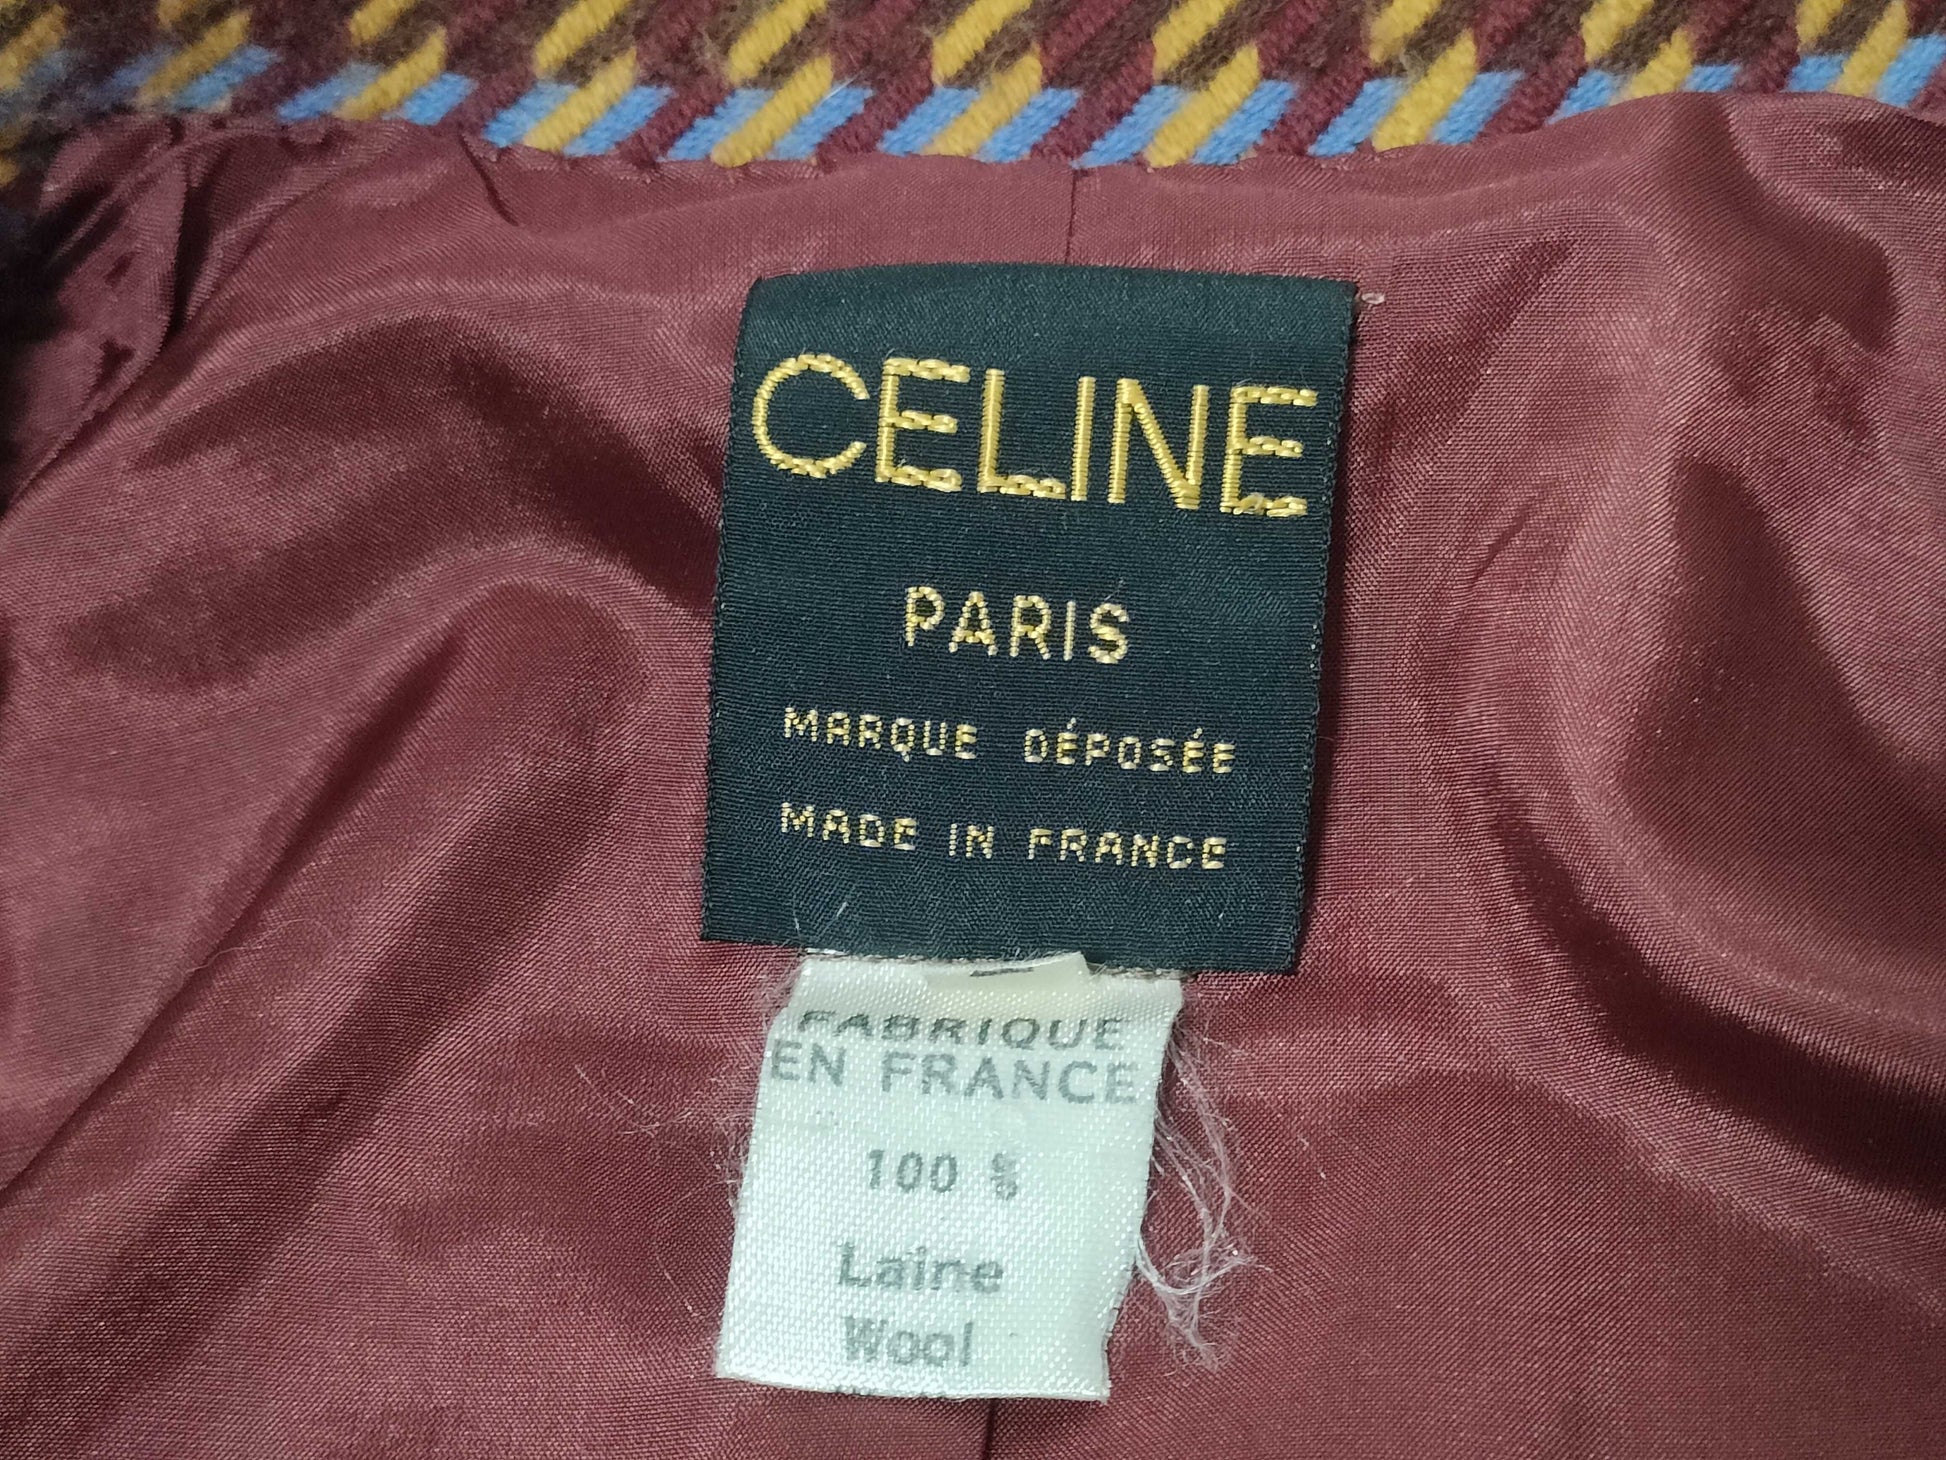 CELINE
PARIS
MARQUE DÉPOSÉE
MADE IN FRANCE
FABRIQUE
EN FRANCE
100 %
Laine
Wool